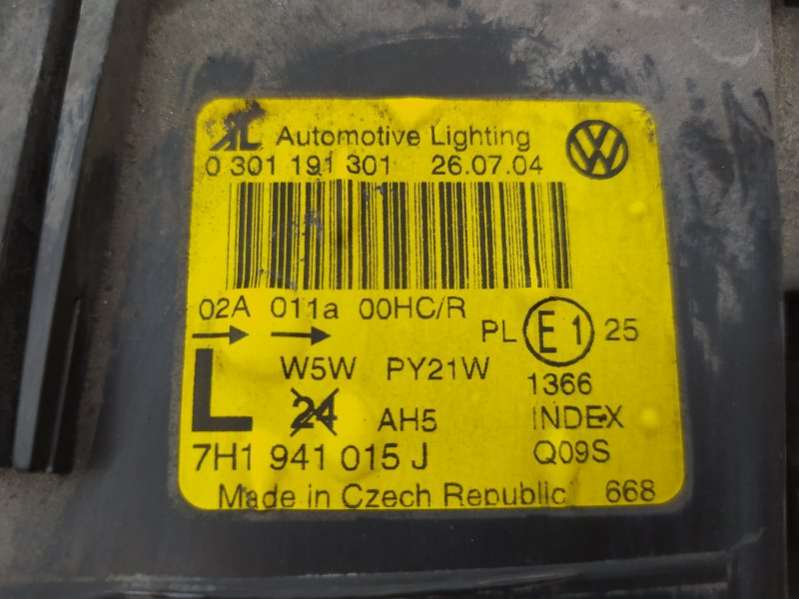 AL Automotive Lighting
0 301 191 301 26.07.04
02A 011a 00HC/R
PL E1 25
L W5W PY21W 1366
24 AH5 INDEX
7H1 941 015 J Q09S
Made in Czech Republic 668